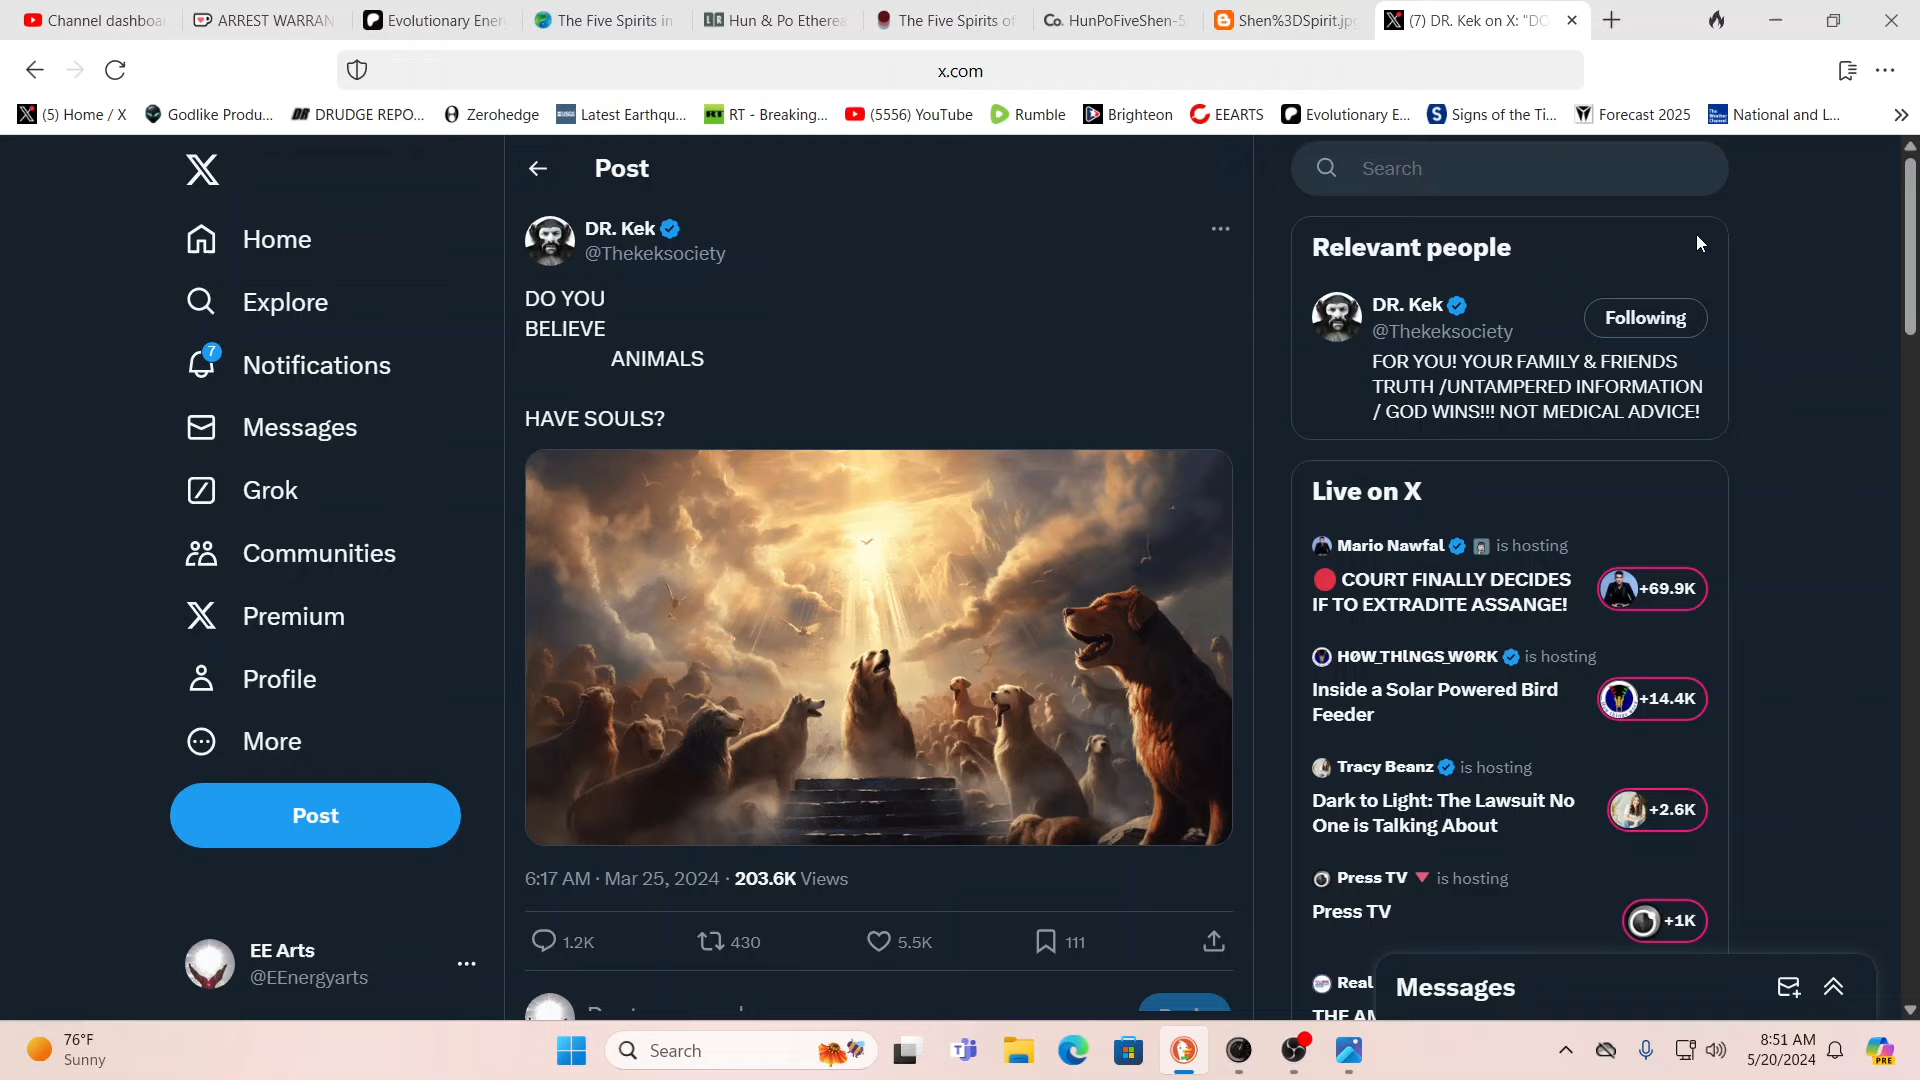 Channel dashboa
ARREST WARRAN
Evolutionary Ener
The Five Spirits in
Hun & Po Etherea
The Five Spirits of
HunPoFiveShen-5
Shen%3DSpirit.jp
(7) DR. Kek on X: "DO
x.com
(5) Home / X
Godlike Produ...
DRUDGE REPO...
Zerohedge
Latest Earthqu...
RT - Breaking...
(5556) YouTube
Rumble
Brighteon
EEARTS
Evolutionary E...
Signs of the Ti...
Forecast 2025
National and L...
Home
Explore
7
Notifications
Messages
Grok
Communities
Premium
Profile
More
Post
EE Arts
@EEnergyarts
Post
DR. Kek
@Thekeksociety
DO YOU
BELIEVE
ANIMALS
HAVE SOULS?
6:17 AM · Mar 25, 2024 · 203.6K Views
1.2K
430
5.5K
111
Search
Relevant people
DR. Kek
@Thekeksociety
Following
FOR YOU! YOUR FAMILY & FRIENDS
TRUTH /UNTAMPERED INFORMATION
/ GOD WINS!!! NOT MEDICAL ADVICE!
Live on X
Mario Nawfal is hosting
COURT FINALLY DECIDES
IF TO EXTRADITE ASSANGE!
+69.9K
HØW_THlNGS_WØRK is hosting
Inside a Solar Powered Bird
Feeder
+14.4K
Tracy Beanz is hosting
Dark to Light: The Lawsuit No
One is Talking About
+2.6K
Press TV is hosting
Press TV
+1K
Real
THE AM
Messages
76°F
Sunny
Search
8:51 AM
5/20/2024
PRE